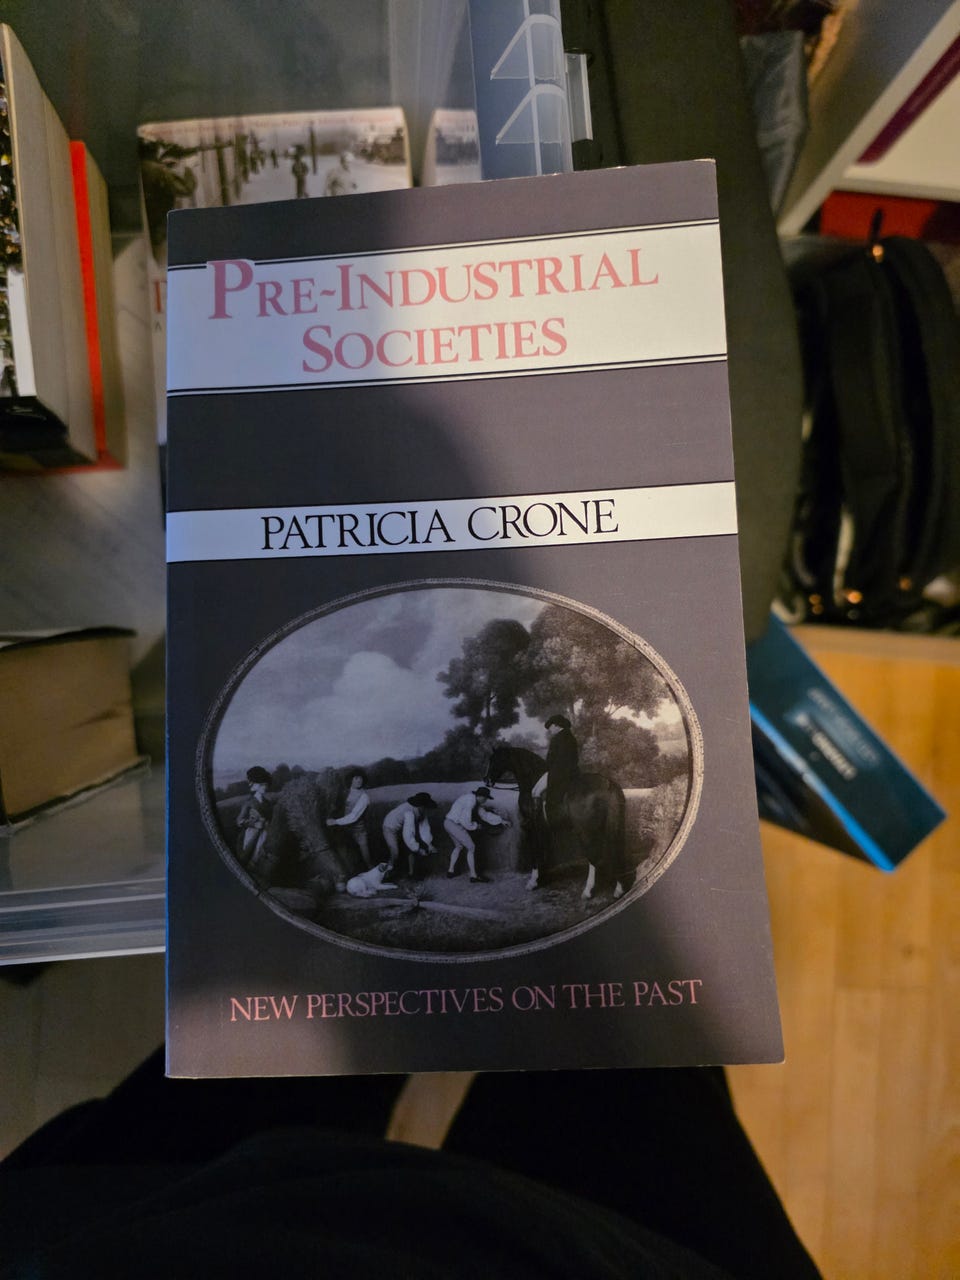 PRE-INDUSTRIAL
SOCIETIES
PATRICIA CRONE
NEW PERSPECTIVES ON THE PAST